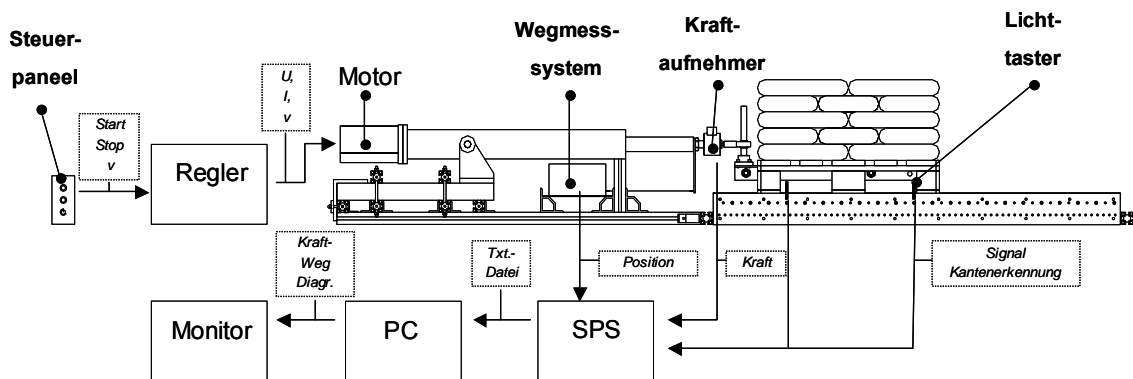 Steuer-
paneel
Start
Stop
v
Regler
U,
I,
v
Motor
Wegmess-
system
Kraft-
aufnehmer
Licht-
taster
Kraft-
Weg
Diagr.
Txt.-
Datei
Position
Kraft
Signal
Kantenerkennung
Monitor
PC
SPS